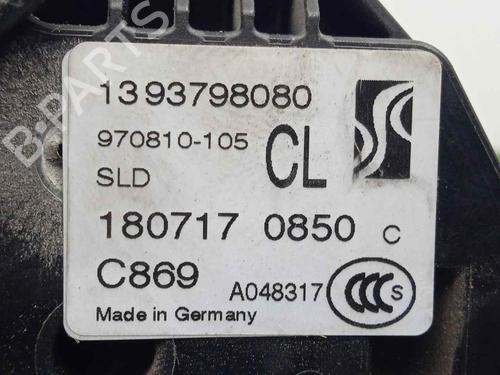 1393798080
970810-105
CL
SLD
180717 0850 C
C869
A048317
CCC S
Made in Germany
B-PARTS